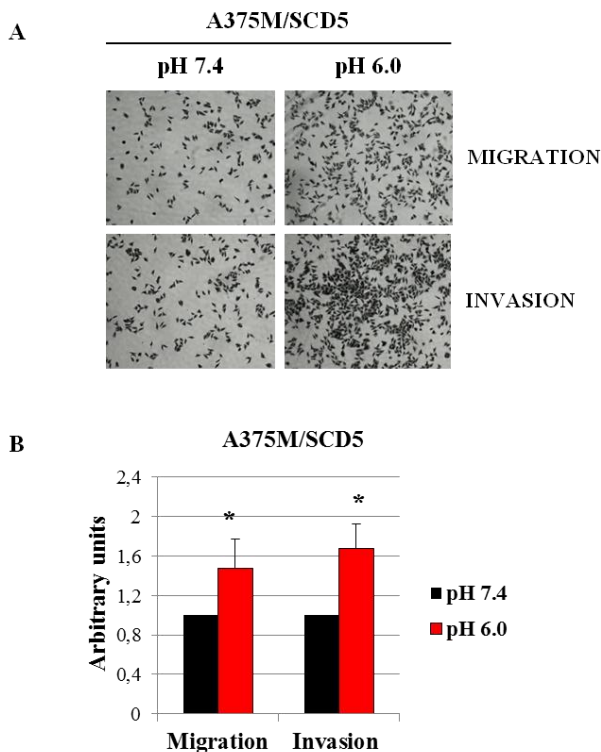 A
A375M/SCD5
pH 7.4
pH 6.0
MIGRATION
INVASION
B
A375M/SCD5
Arbitrary units
2,4
2
1,6
1,2
0,8
0,4
0
*
*
Migration
Invasion
pH 7.4
pH 6.0